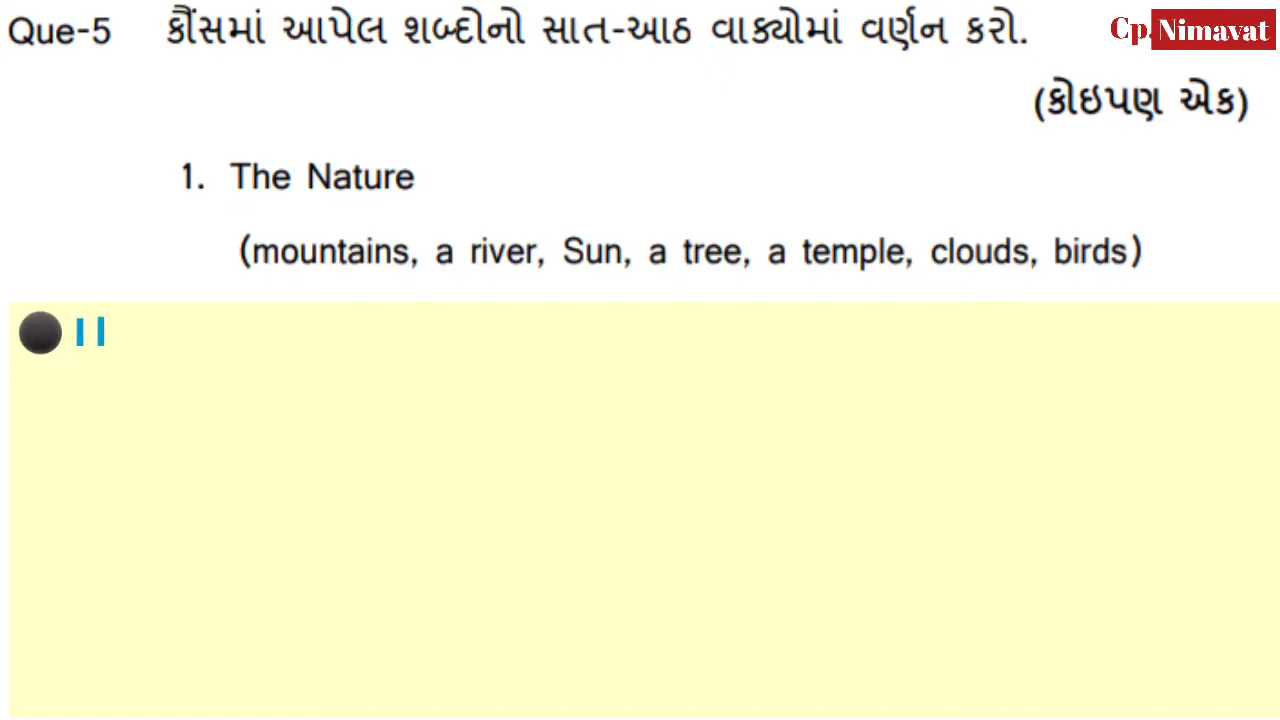 Que-5 કૌંસમાં આપેલ શબ્દોનો સાત-આઠ વાક્યોમાં વર્ણન કરો.
Cp. Nimavat
(કોઇપણ એક)
1. The Nature
(mountains, a river, Sun, a tree, a temple, clouds, birds)